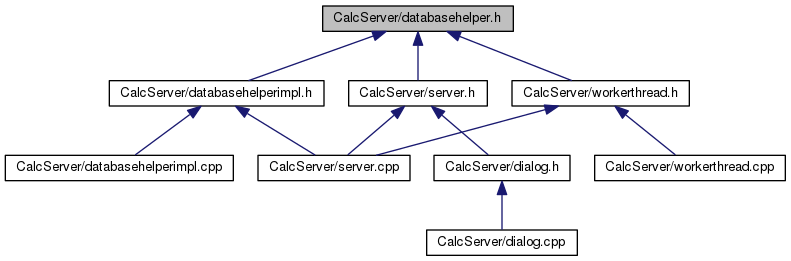 CalcServer/databasehelper.h
CalcServer/databasehelperimpl.h
CalcServer/server.h
CalcServer/workerthread.h
CalcServer/databasehelperimpl.cpp
CalcServer/server.cpp
CalcServer/dialog.h
CalcServer/workerthread.cpp
CalcServer/dialog.cpp